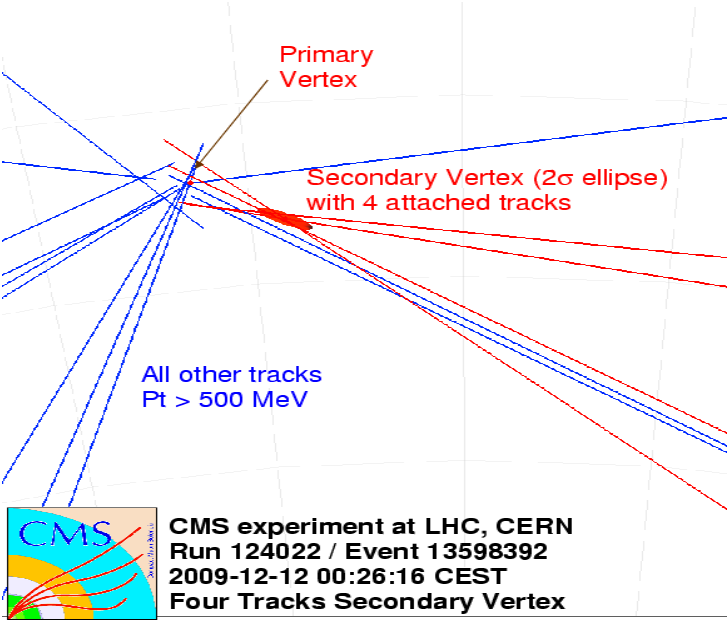 Primary
Vertex
Secondary Vertex (2σ ellipse)
with 4 attached tracks
All other tracks
Pt > 500 MeV
CMS
CMS experiment at LHC, CERN
Run 124022 / Event 13598392
2009-12-12 00:26:16 CEST
Four Tracks Secondary Vertex